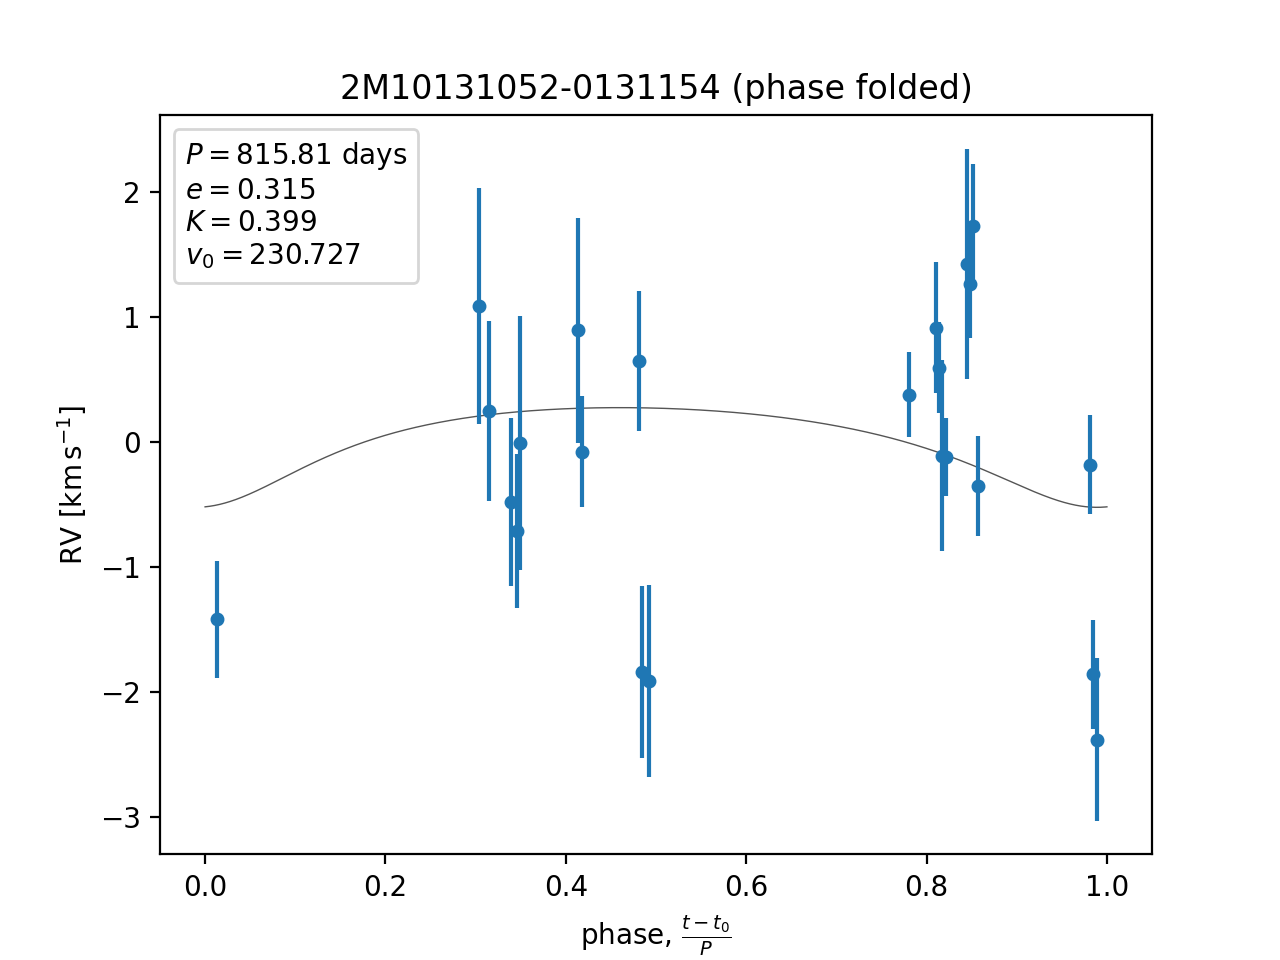 2M10131052-0131154 (phase folded)
P = 815.81 days
e = 0.315
K = 0.399
v₀ = 230.727
2
1
0
−1
−2
−3
RV [km s⁻¹]
0.0 0.2 0.4 0.6 0.8 1.0
phase, (t − t₀)/P